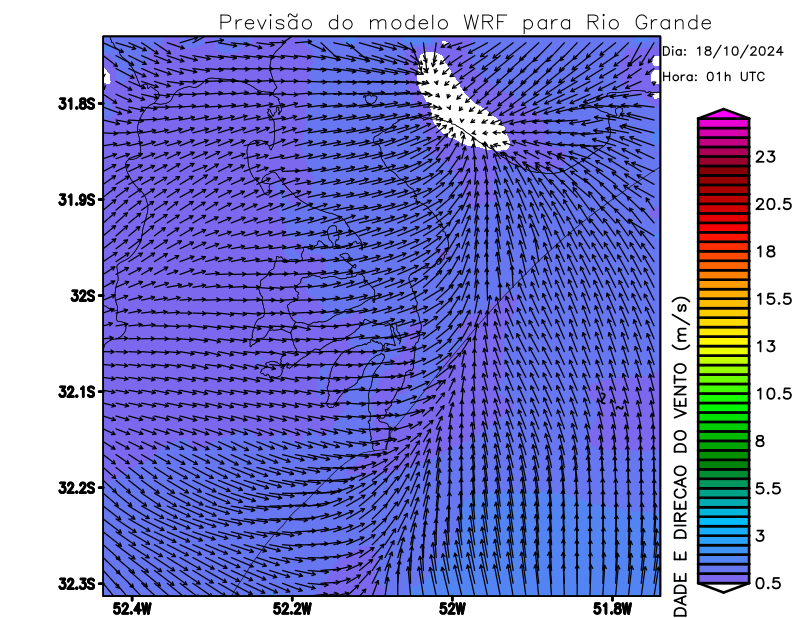 Previsão do modelo WRF para Rio Grande
Dia: 18/10/2024
Hora: 01h UTC
31.8S
31.9S
32S
32.1S
32.2S
32.3S
52.4W
52.2W
52W
51.8W
23
20.5
18
15.5
13
10.5
8
5.5
3
0.5
DADE E DIRECAO DO VENTO (m/s)